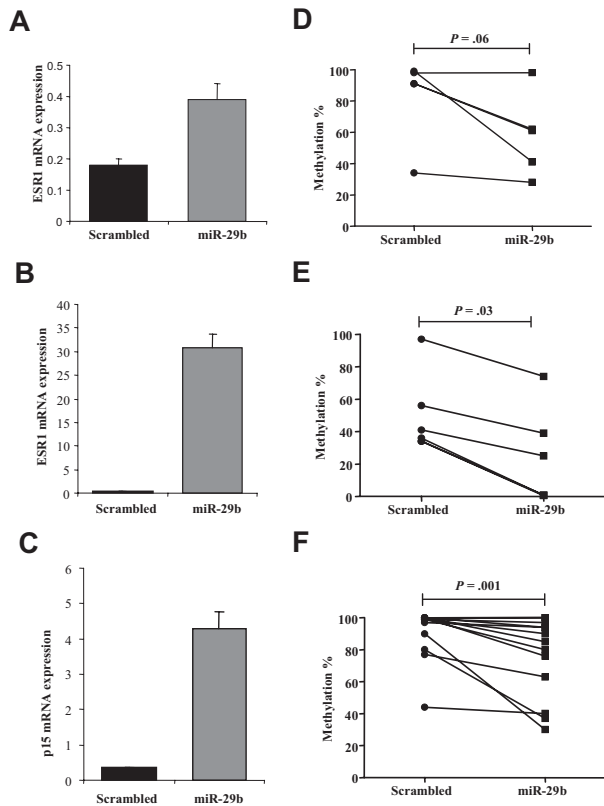 A
ESR1 mRNA expression
0.5
0.4
0.3
0.2
0.1
0
Scrambled miR-29b
D
P = .06
Methylation %
100
80
60
40
20
0
Scrambled miR-29b
B
ESR1 mRNA expression
40
35
30
25
20
15
10
5
0
Scrambled miR-29b
E
P = .03
Methylation %
100
80
60
40
20
0
Scrambled miR-29b
C
p15 mRNA expression
6
5
4
3
2
1
0
Scrambled miR-29b
F
P = .001
Methylation %
100
80
60
40
20
0
Scrambled miR-29b